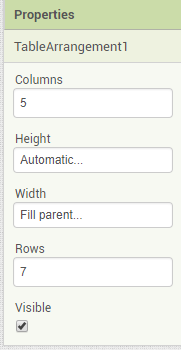 Properties
TableArrangement1
Columns
5
Height
Automatic...
Width
Fill parent...
Rows
7
Visible